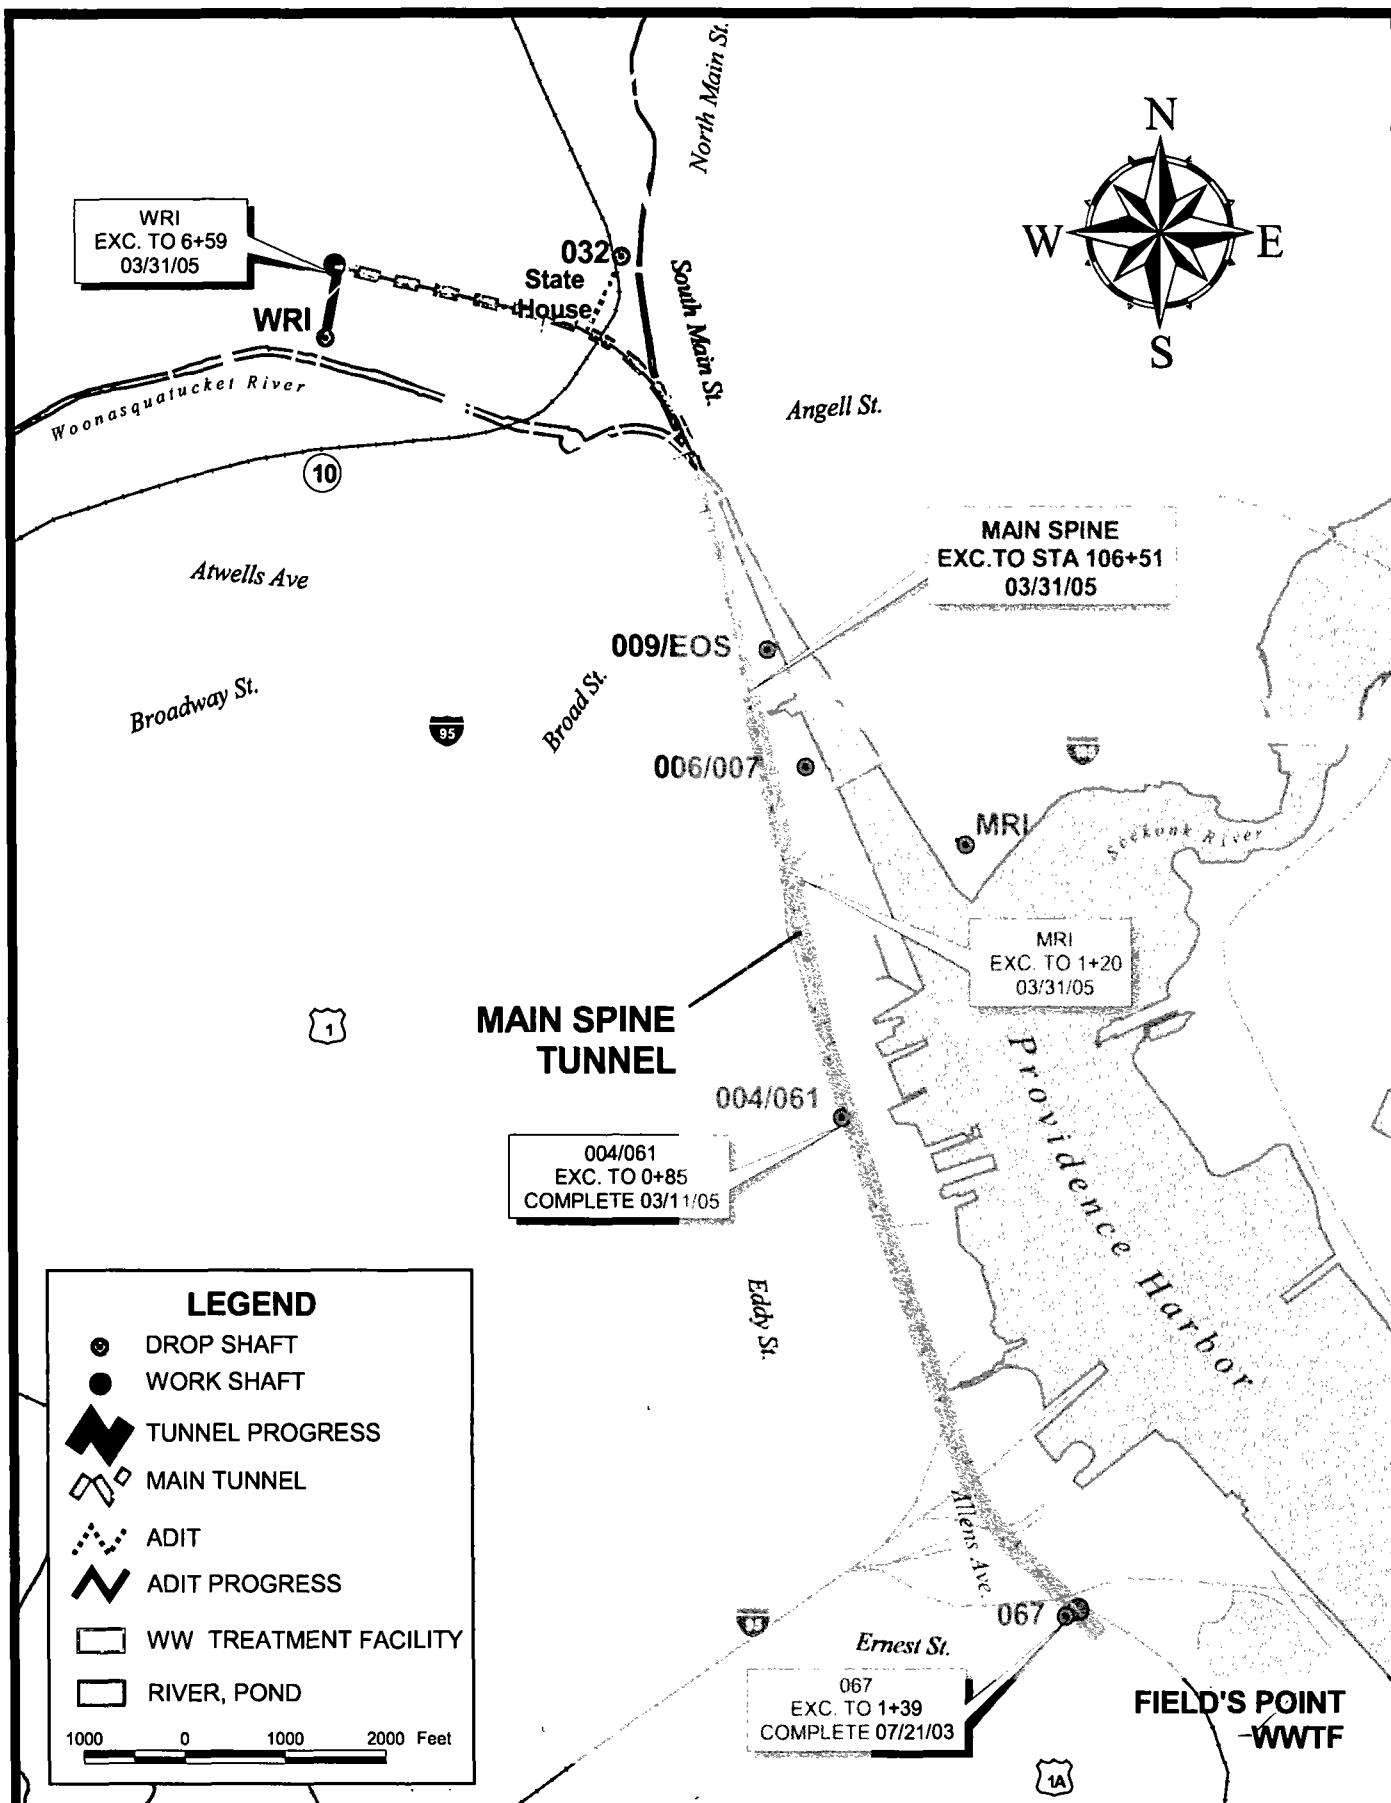 North Main St.
N
W
E
S
WRI
EXC. TO 6+59
03/31/05
032
State
House
WRI
South Main St.
Woonasquatucket River
Angell St.
10
MAIN SPINE
EXC.TO STA 106+51
03/31/05
Atwells Ave
009/EOS
Broadway St.
Broad St.
95
006/007
MRI
Seekonk River
MRI
EXC. TO 1+20
03/31/05
MAIN SPINE
TUNNEL
1
Providence Harbor
004/061
004/061
EXC. TO 0+85
COMPLETE 03/11/05
Eddy St.
LEGEND
DROP SHAFT
WORK SHAFT
TUNNEL PROGRESS
MAIN TUNNEL
ADIT
ADIT PROGRESS
WW TREATMENT FACILITY
RIVER, POND
1000 0 1000 2000 Feet
Allens Ave.
067
Ernest St.
067
EXC. TO 1+39
COMPLETE 07/21/03
FIELD'S POINT
WWTF
1A